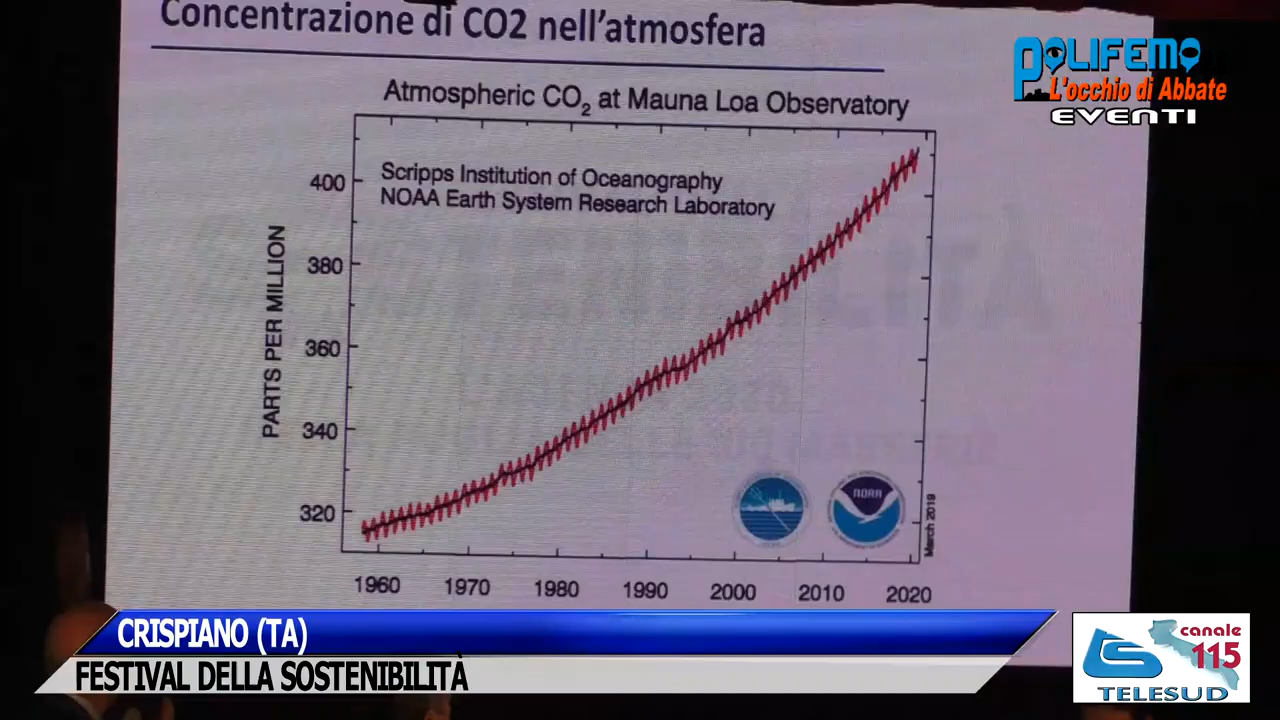 Concentrazione di CO2 nell'atmosfera
POLIFEMO
L'occhio di Abbate
EVENTI
Atmospheric CO2 at Mauna Loa Observatory
Scripps Institution of Oceanography
NOAA Earth System Research Laboratory
PARTS PER MILLION
400
380
360
340
320
1960 1970 1980 1990 2000 2010 2020
NOAA
March 2019
CRISPIANO (TA)
FESTIVAL DELLA SOSTENIBILITÀ
canale
115
TELESUD